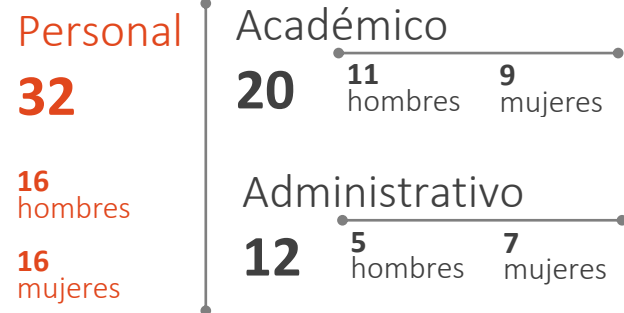 Personal
32
16
hombres
16
mujeres
Académico
20
11
hombres
9
mujeres
Administrativo
12
5
hombres
7
mujeres